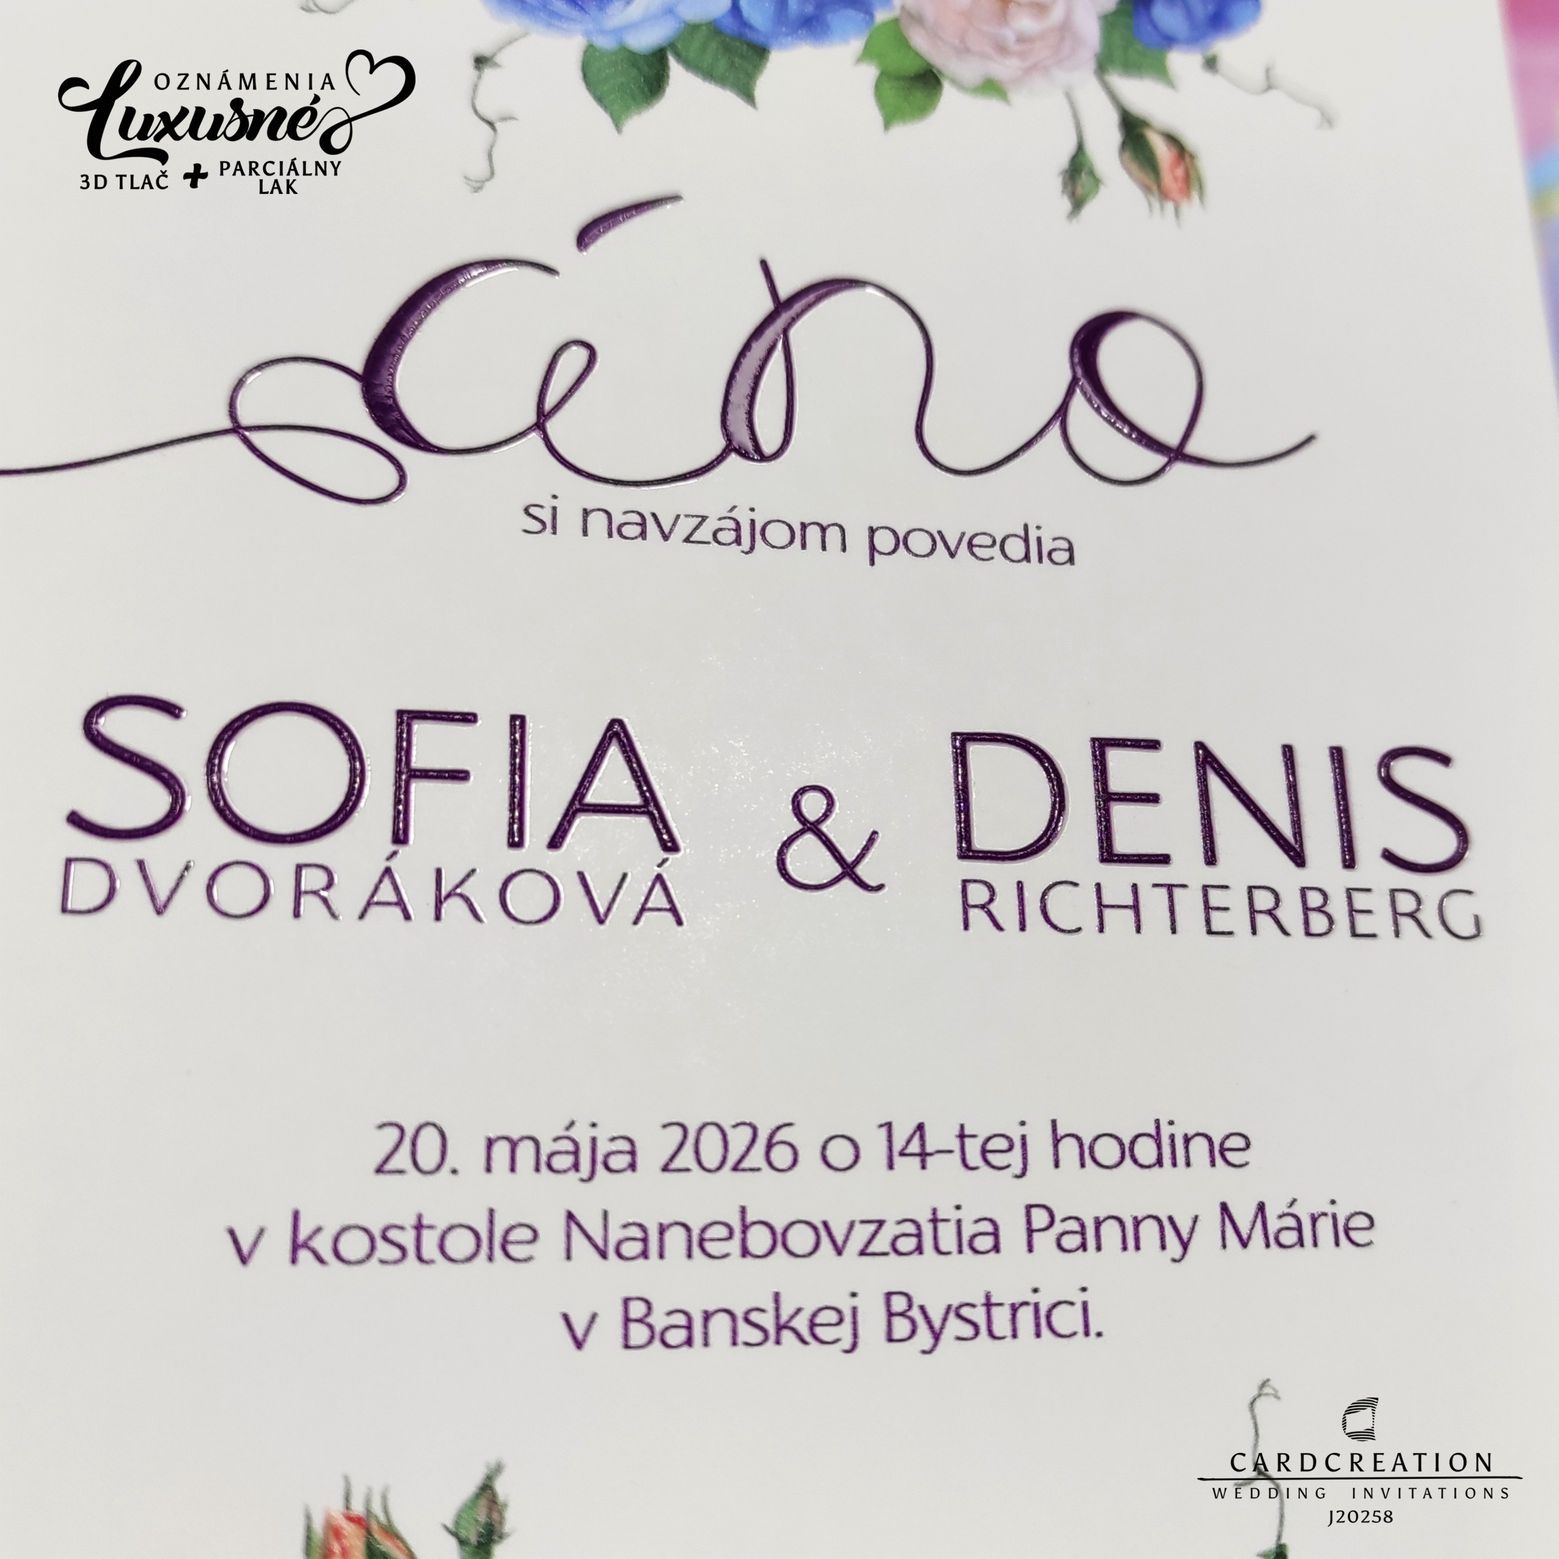 OZNÁMENIA
Luxusné
3D TLAČ + PARCIÁLNY
LAK
áno
si navzájom povedia
SOFIA & DENIS
DVORÁKOVÁ RICHTERBERG
20. mája 2026 o 14-tej hodine
v kostole Nanebovzatia Panny Márie
v Banskej Bystrici.
CARDCREATION
WEDDING INVITATIONS
J20258